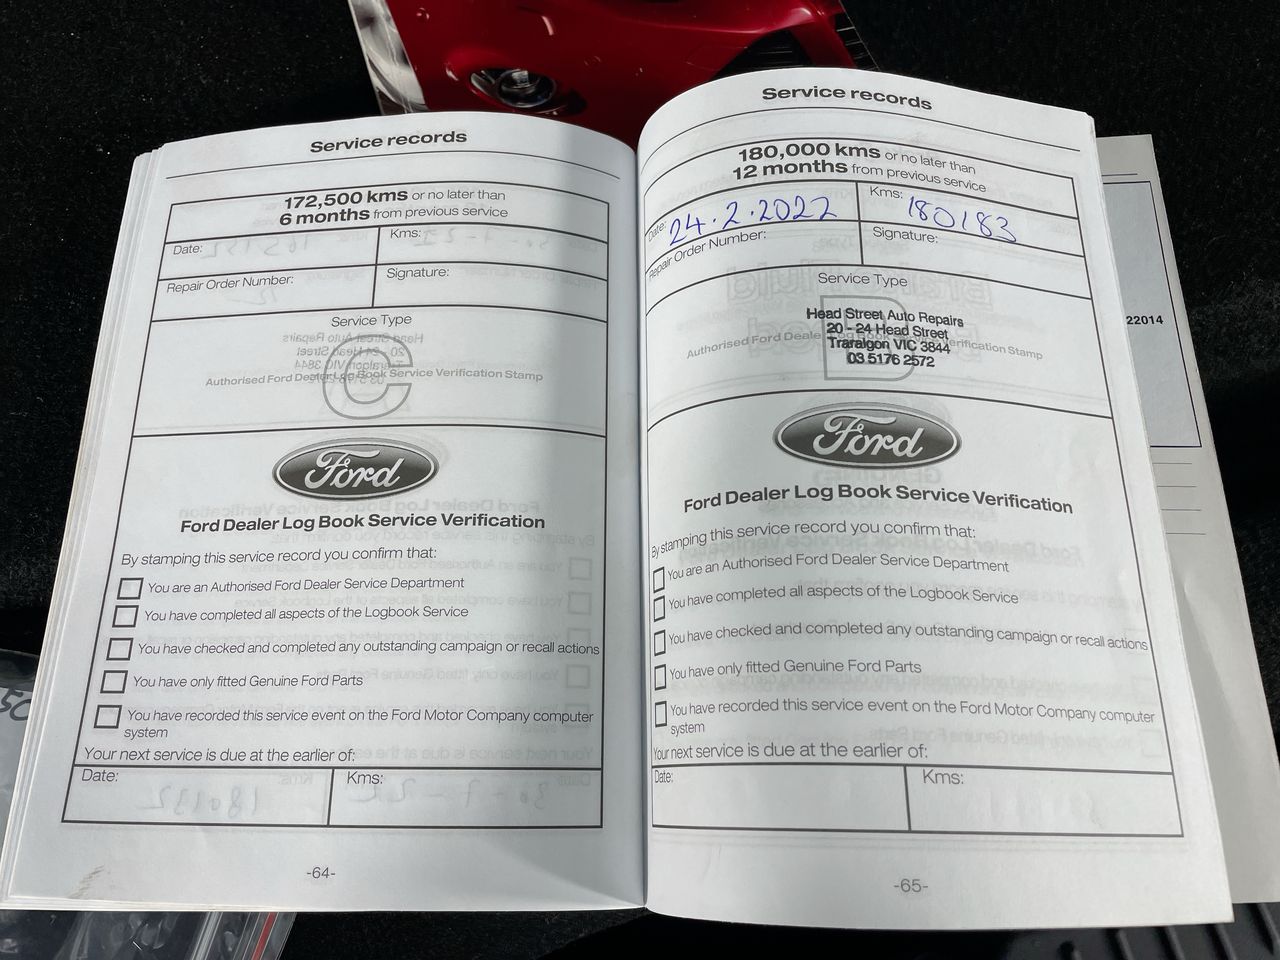 Service records
172,500 kms or no later than
6 months from previous service
Date:
Kms:
Repair Order Number:
Signature:
Service Type
C
Authorised Ford Dealer Log Book Service Verification Stamp
Ford
Ford Dealer Log Book Service Verification
By stamping this service record you confirm that:
You are an Authorised Ford Dealer Service Department
You have completed all aspects of the Logbook Service
You have checked and completed any outstanding campaign or recall actions
You have only fitted Genuine Ford Parts
You have recorded this service event on the Ford Motor Company computer
system
Your next service is due at the earlier of:
Date:
Kms:
-64-
Service records
180,000 kms or no later than
12 months from previous service
Date: 24.2.2022
Kms: 180183
Repair Order Number:
Signature:
Service Type
Head Street Auto Repairs
20 - 24 Head Street
Traralgon VIC 3844
03 5176 2572
Authorised Ford Dealer Log Book Service Verification Stamp
Ford
Ford Dealer Log Book Service Verification
By stamping this service record you confirm that:
You are an Authorised Ford Dealer Service Department
You have completed all aspects of the Logbook Service
You have checked and completed any outstanding campaign or recall actions
You have only fitted Genuine Ford Parts
You have recorded this service event on the Ford Motor Company computer
system
Your next service is due at the earlier of:
Date:
Kms:
-65-
22014